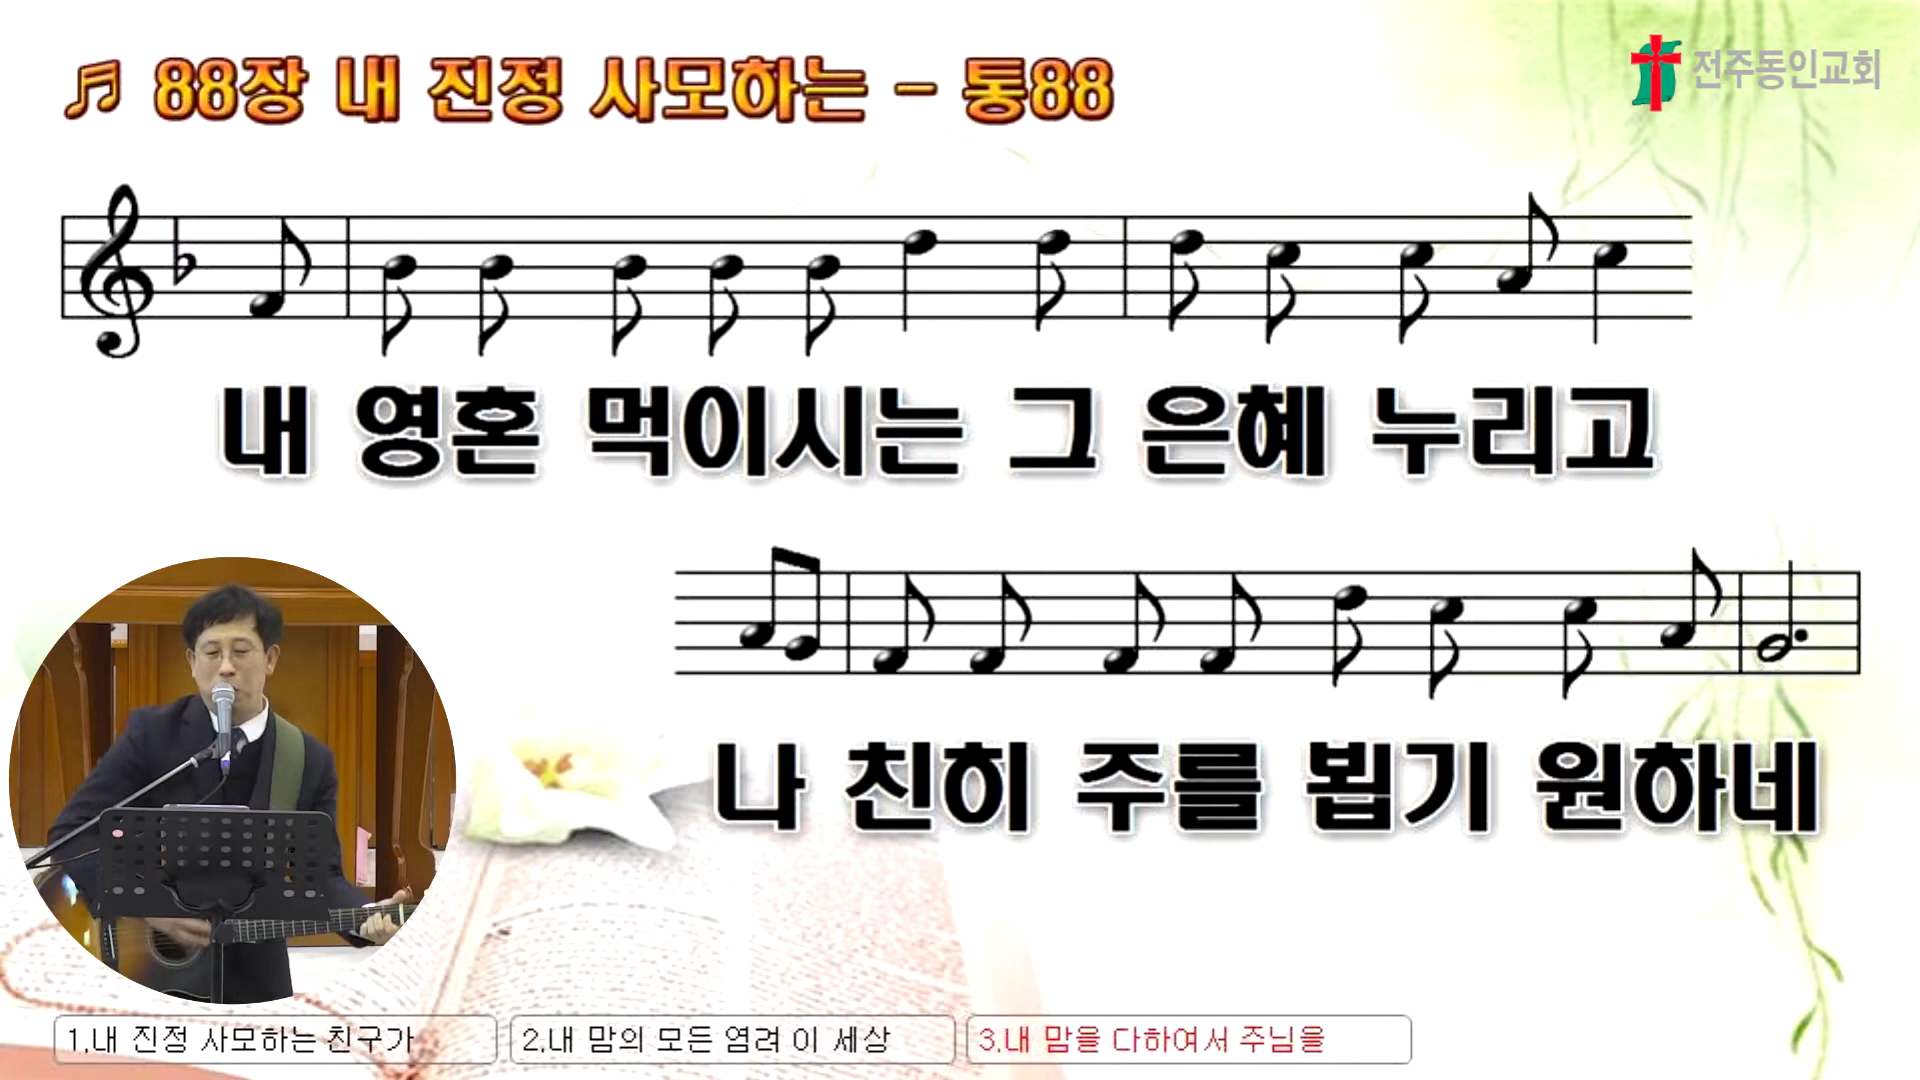 88장 내 진정 사모하는 - 통88
전주동인교회
내 영혼 먹이시는 그 은혜 누리고
나 친히 주를 뵙기 원하네
1.내 진정 사모하는 친구가
2.내 맘의 모든 염려 이 세상
3.내 맘을 다하여서 주님을